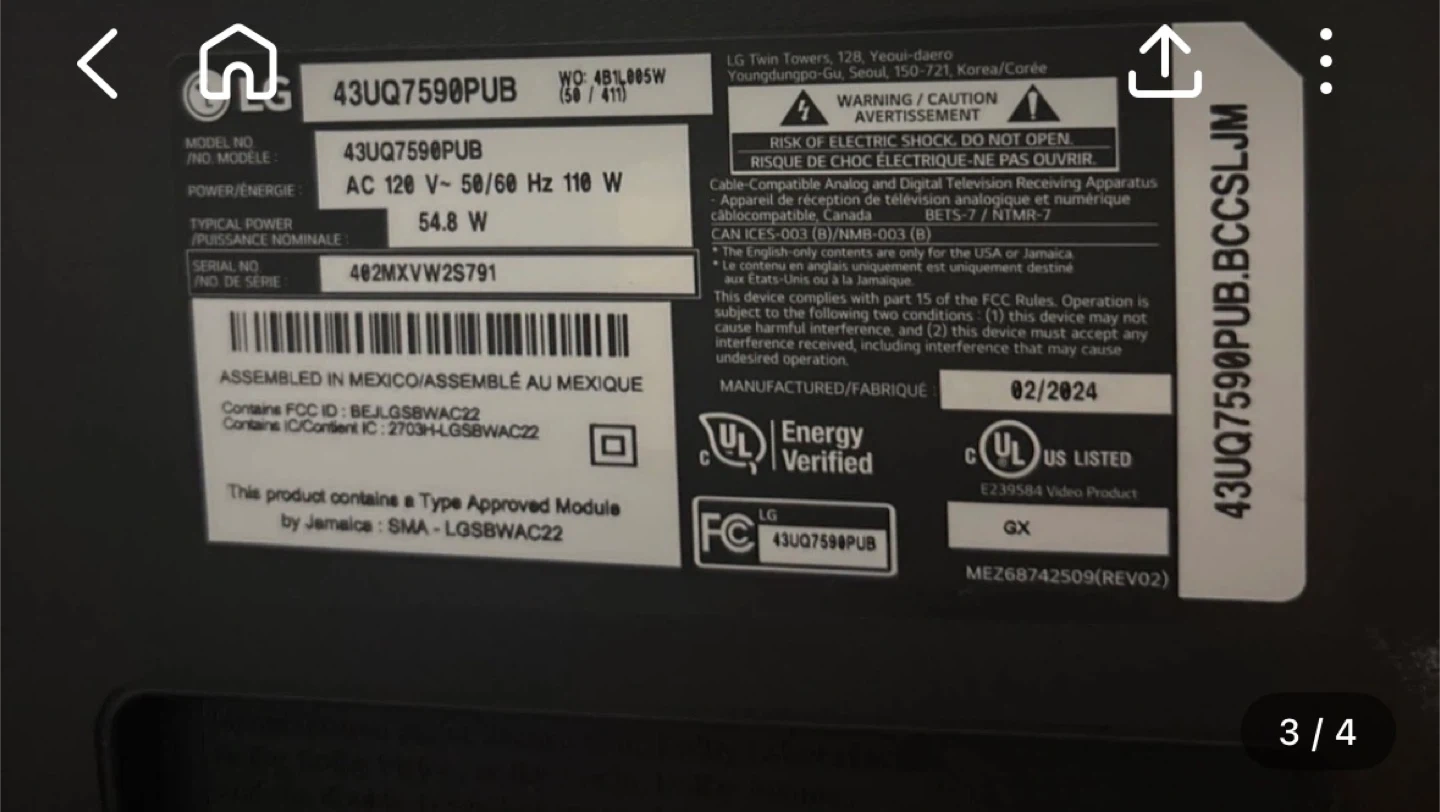 LG
43UQ7590PUB
WO: 4B1L005W
(50 / 411)
MODEL NO.
/NO. MODÈLE :
43UQ7590PUB
POWER/ÉNERGIE :
AC 120 V~ 50/60 Hz 110 W
TYPICAL POWER
/PUISSANCE NOMINALE :
54.8 W
SERIAL NO.
/NO. DE SÉRIE :
402MXVW2S791
ASSEMBLED IN MEXICO/ASSEMBLÉ AU MEXIQUE
Contains FCC ID : BEJLGSBWAC22
Contains IC/Contient IC : 2703H-LGSBWAC22
This product contains a Type Approved Module
by Jamaica : SMA - LGSBWAC22
LG Twin Towers, 128, Yeoui-daero
Youngdungpo-Gu, Seoul, 150-721, Korea/Corée
WARNING / CAUTION
AVERTISSEMENT
RISK OF ELECTRIC SHOCK. DO NOT OPEN.
RISQUE DE CHOC ÉLECTRIQUE-NE PAS OUVRIR.
Cable-Compatible Analog and Digital Television Receiving Apparatus
- Appareil de réception de télévision analogique et numérique
câblocompatible, Canada BETS-7 / NTMR-7
CAN ICES-003 (B)/NMB-003 (B)
* The English-only contents are only for the USA or Jamaica.
* Le contenu en anglais uniquement est uniquement destiné
aux États-Unis ou à la Jamaïque.
This device complies with part 15 of the FCC Rules. Operation is
subject to the following two conditions : (1) this device may not
cause harmful interference, and (2) this device must accept any
interference received, including interference that may cause
undesired operation.
MANUFACTURED/FABRIQUÉ :
02/2024
C UL Energy
Verified
C UL US LISTED
E239584 Video Product
FC LG
43UQ7590PUB
GX
MEZ68742509(REV02)
43UQ7590PUB.BCCSLJM
3 / 4